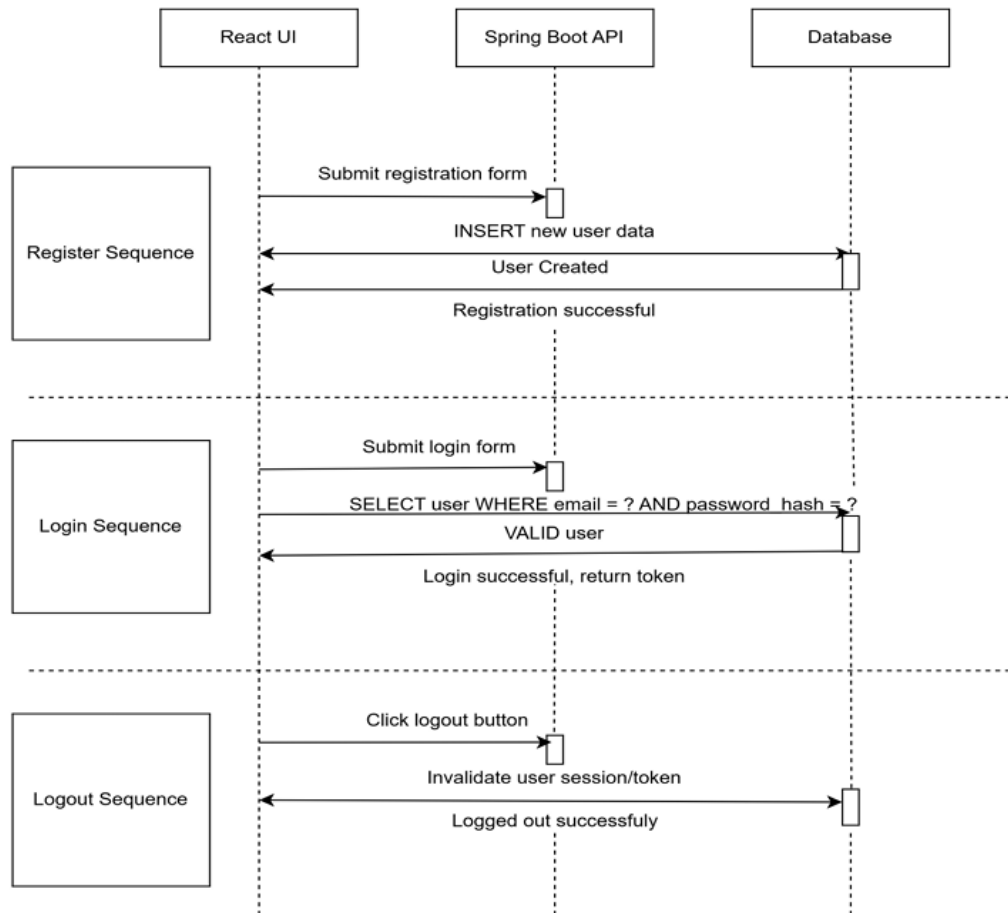 React UI
Spring Boot API
Database
Register Sequence
Submit registration form
INSERT new user data
User Created
Registration successful
Login Sequence
Submit login form
SELECT user WHERE email = ? AND password_hash = ?
VALID user
Login successful, return token
Logout Sequence
Click logout button
Invalidate user session/token
Logged out successfuly